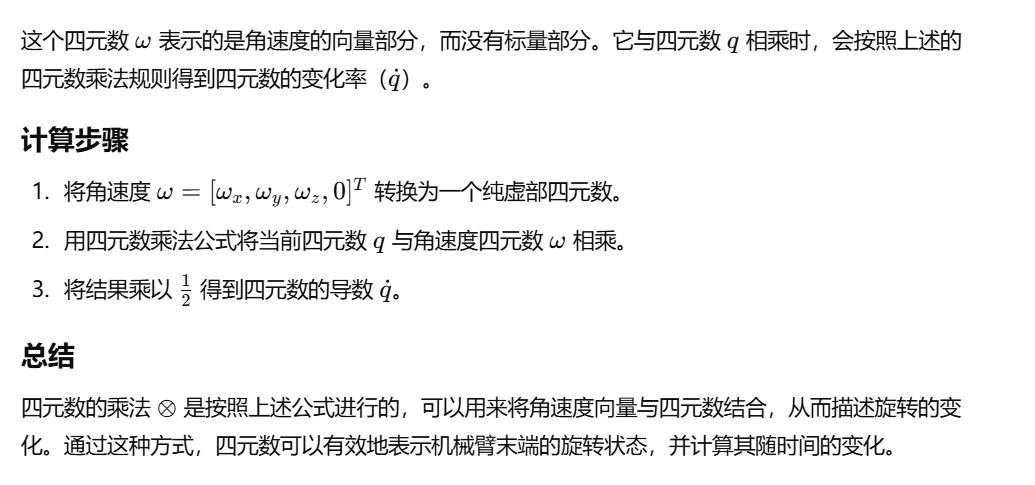 这个四元数 ω 表示的是角速度的向量部分，而没有标量部分。它与四元数 q 相乘时，会按照上述的
四元数乘法规则得到四元数的变化率（q̇）。
计算步骤
1. 将角速度 ω = [ωₓ, ω_y, ω_z, 0]ᵀ 转换为一个纯虚部四元数。
2. 用四元数乘法公式将当前四元数 q 与角速度四元数 ω 相乘。
3. 将结果乘以 1/2 得到四元数的导数 q̇。
总结
四元数的乘法 ⊗ 是按照上述公式进行的，可以用来将角速度向量与四元数结合，从而描述旋转的变
化。通过这种方式，四元数可以有效地表示机械臂末端的旋转状态，并计算其随时间的变化。